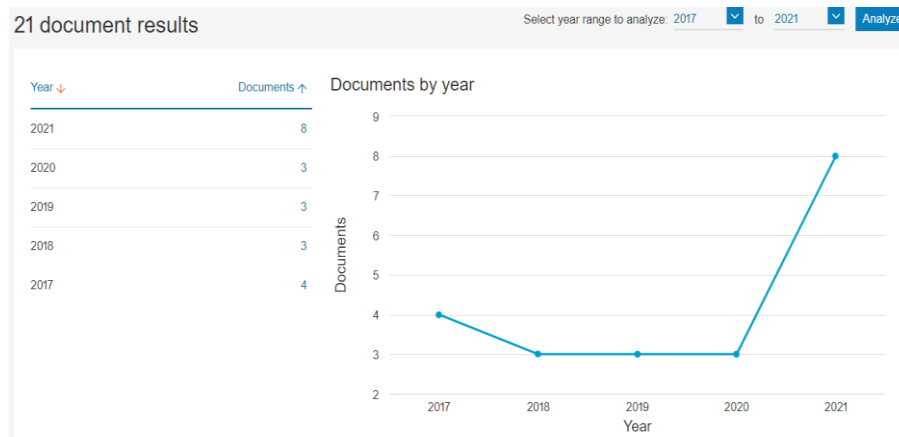 21 document results
Select year range to analyze: 2017 to 2021 Analyze
Year Documents
2021 8
2020 3
2019 3
2018 3
2017 4
Documents by year
9
8
7
6
5
4
3
2
Documents
2017 2018 2019 2020 2021
Year